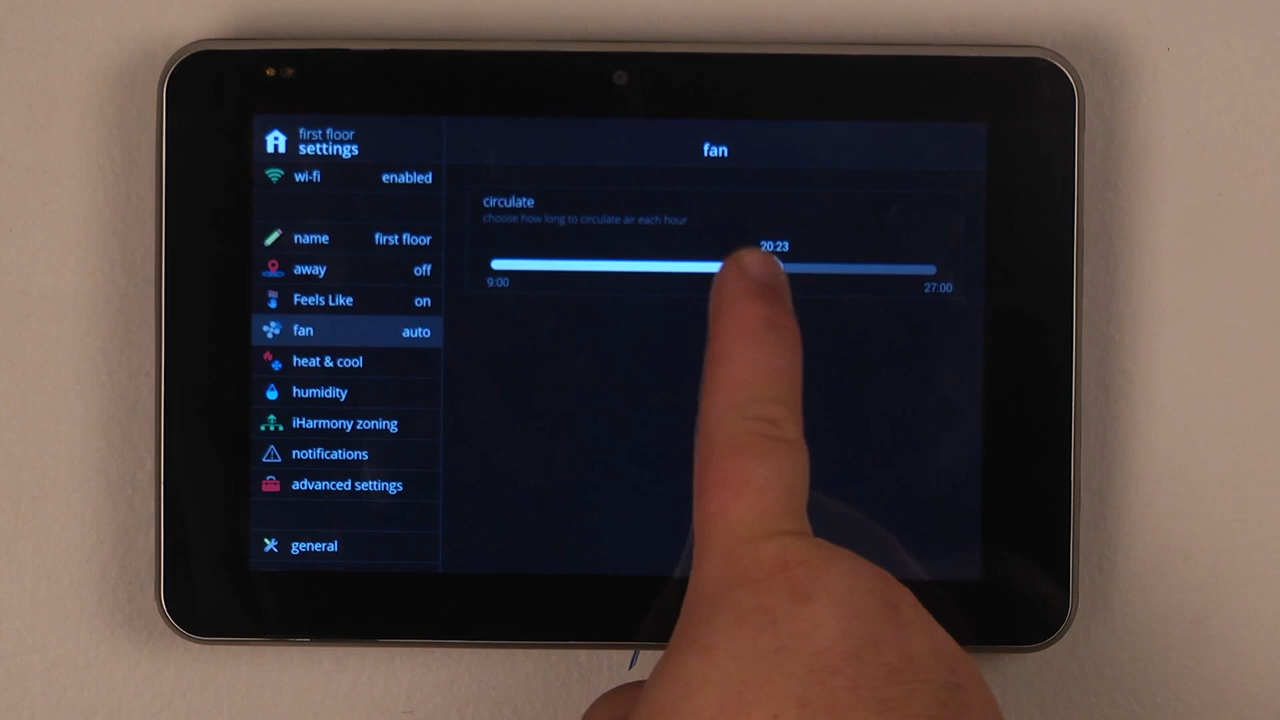 first floor
settings
wi-fi enabled
name first floor
away off
Feels Like on
fan auto
heat & cool
humidity
iHarmony zoning
notifications
advanced settings
general
fan
circulate
choose how long to circulate air each hour
20:23
9:00 27:00